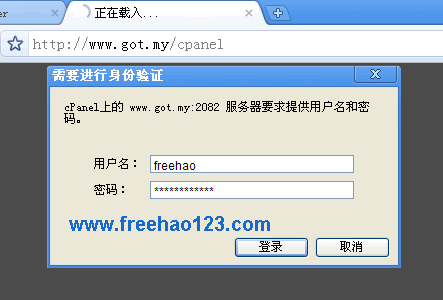 er
正在载入...
http://www.got.my/cpanel
需要进行身份验证
cPanel上的 www.got.my:2082 服务器要求提供用户名和密
码。
用户名： freehao
密码： ************
www.freehao123.com
登录 取消